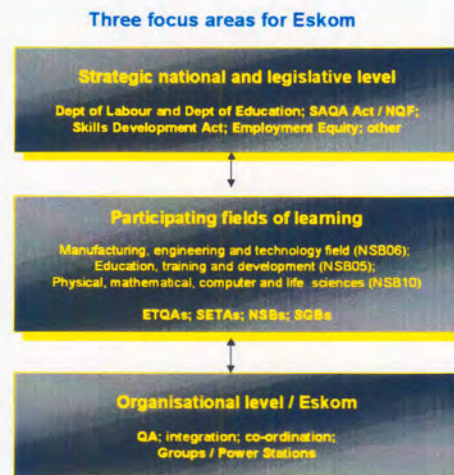 Three focus areas for Eskom
Strategic national and legislative level
Dept of Labour and Dept of Education; SAQA Act / NQF;
Skills Development Act; Employment Equity; other
Participating fields of learning
Manufacturing, engineering and technology field (NSB06);
Education, training and development (NSB05);
Physical, mathematical, computer and life sciences (NSB10)
ETQAs; SETAs; NSBs; SGBs
Organisational level / Eskom
QA; integration; co-ordination;
Groups / Power Stations